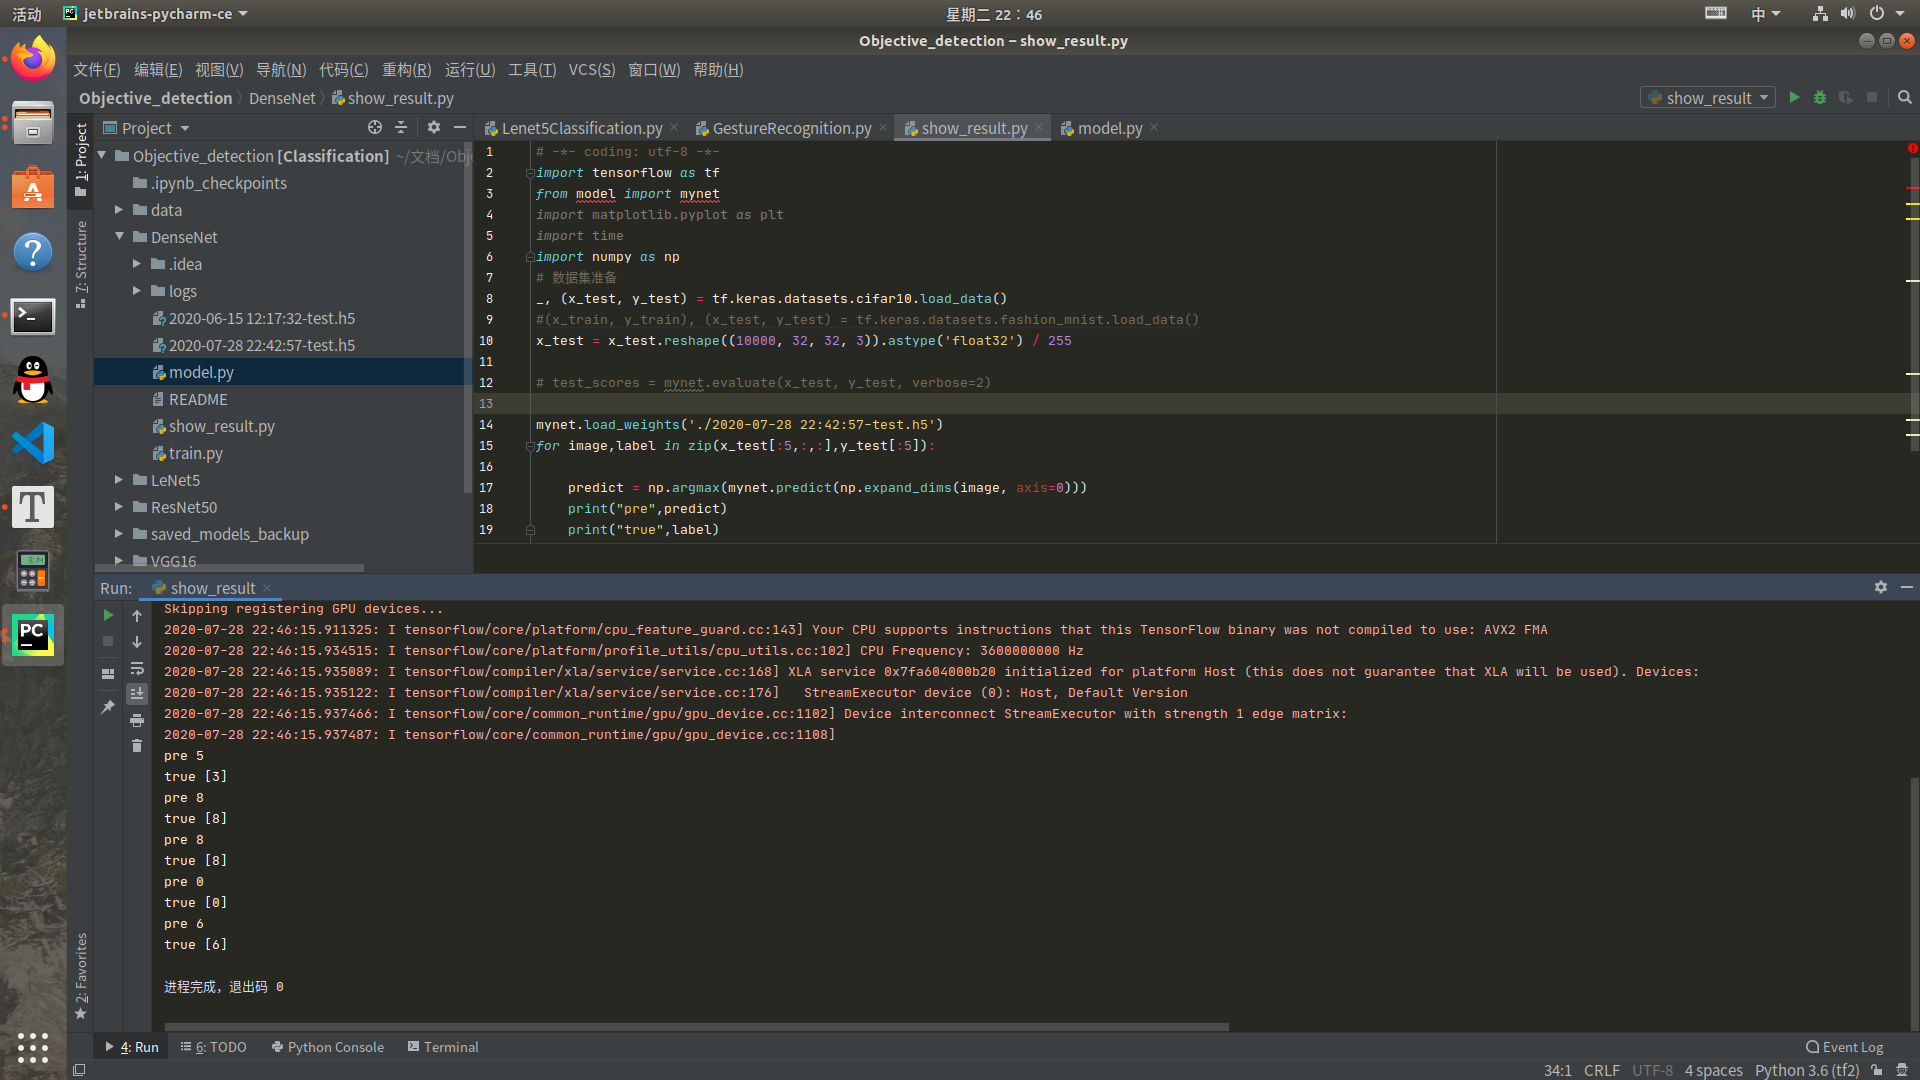 活动
jetbrains-pycharm-ce
星期二 22：46
中
Objective_detection – show_result.py
文件(F) 编辑(E) 视图(V) 导航(N) 代码(C) 重构(R) 运行(U) 工具(T) VCS(S) 窗口(W) 帮助(H)
Objective_detection DenseNet show_result.py
show_result
1: Project
7: Structure
2: Favorites
Project
Objective_detection [Classification] ~/文档/Obj
.ipynb_checkpoints
data
DenseNet
.idea
logs
2020-06-15 12:17:32-test.h5
2020-07-28 22:42:57-test.h5
model.py
README
show_result.py
train.py
LeNet5
ResNet50
saved_models_backup
VGG16
Lenet5Classification.py GestureRecognition.py show_result.py model.py
1 # -*- coding: utf-8 -*-
2 import tensorflow as tf
3 from model import mynet
4 import matplotlib.pyplot as plt
5 import time
6 import numpy as np
7 # 数据集准备
8 _, (x_test, y_test) = tf.keras.datasets.cifar10.load_data()
9 #(x_train, y_train), (x_test, y_test) = tf.keras.datasets.fashion_mnist.load_data()
10 x_test = x_test.reshape((10000, 32, 32, 3)).astype('float32') / 255
11
12 # test_scores = mynet.evaluate(x_test, y_test, verbose=2)
13
14 mynet.load_weights('./2020-07-28 22:42:57-test.h5')
15 for image,label in zip(x_test[:5,:,:],y_test[:5]):
16
17 predict = np.argmax(mynet.predict(np.expand_dims(image, axis=0)))
18 print("pre",predict)
19 print("true",label)
Run: show_result
Skipping registering GPU devices...
2020-07-28 22:46:15.911325: I tensorflow/core/platform/cpu_feature_guard.cc:143] Your CPU supports instructions that this TensorFlow binary was not compiled to use: AVX2 FMA
2020-07-28 22:46:15.934515: I tensorflow/core/platform/profile_utils/cpu_utils.cc:102] CPU Frequency: 3600000000 Hz
2020-07-28 22:46:15.935089: I tensorflow/compiler/xla/service/service.cc:168] XLA service 0x7fa604000b20 initialized for platform Host (this does not guarantee that XLA will be used). Devices:
2020-07-28 22:46:15.935122: I tensorflow/compiler/xla/service/service.cc:176] StreamExecutor device (0): Host, Default Version
2020-07-28 22:46:15.937466: I tensorflow/core/common_runtime/gpu/gpu_device.cc:1102] Device interconnect StreamExecutor with strength 1 edge matrix:
2020-07-28 22:46:15.937487: I tensorflow/core/common_runtime/gpu/gpu_device.cc:1108]
pre 5
true [3]
pre 8
true [8]
pre 8
true [8]
pre 0
true [0]
pre 6
true [6]
进程完成，退出码 0
4: Run 6: TODO Python Console Terminal
Event Log
34:1 CRLF UTF-8 4 spaces Python 3.6 (tf2)